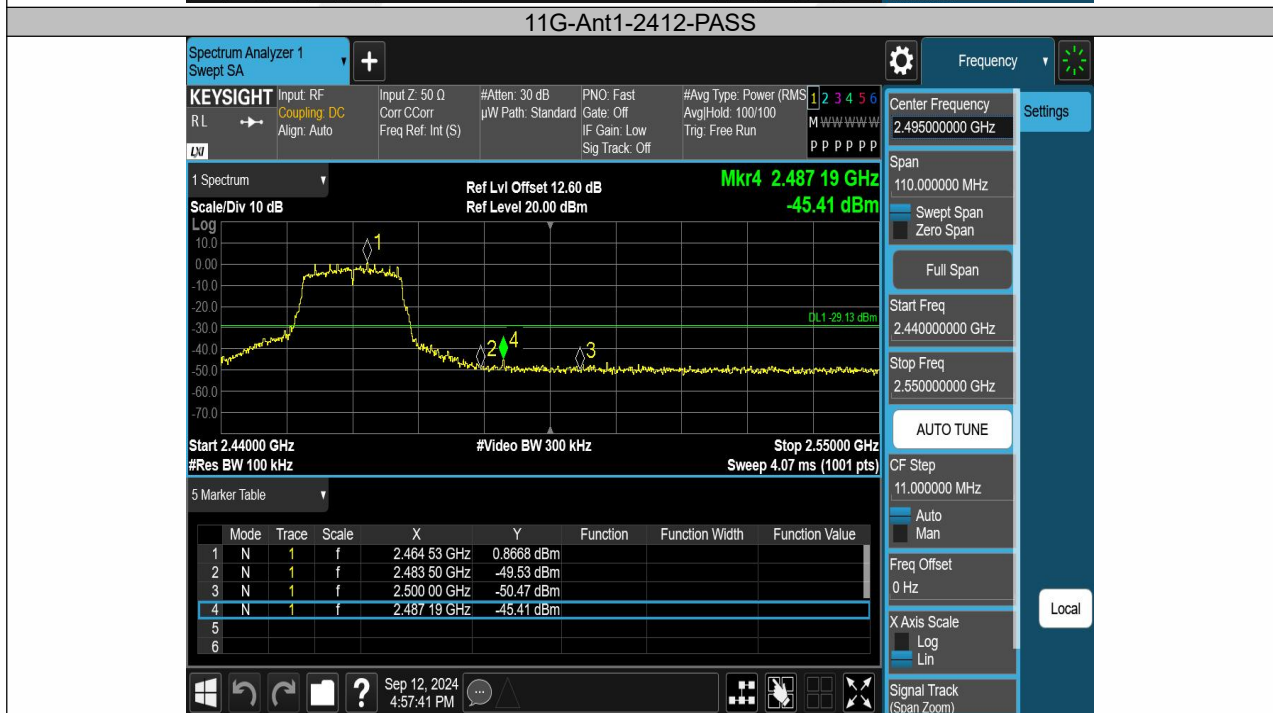 11G-Ant1-2412-PASS
Spectrum Analyzer 1
Swept SA
+
Frequency
KEYSIGHT
RL
LXI
Input: RF
Coupling: DC
Align: Auto
Input Z: 50 Ω
Corr CCorr
Freq Ref: Int (S)
#Atten: 30 dB
µW Path: Standard
PNO: Fast
Gate: Off
IF Gain: Low
Sig Track: Off
#Avg Type: Power (RMS
Avg|Hold: 100/100
Trig: Free Run
1 2 3 4 5 6
M W W W W W
P P P P P P
Settings
Center Frequency
2.495000000 GHz
Span
110.000000 MHz
Swept Span
Zero Span
Full Span
Start Freq
2.440000000 GHz
Stop Freq
2.550000000 GHz
AUTO TUNE
CF Step
11.000000 MHz
Auto
Man
Freq Offset
0 Hz
X Axis Scale
Log
Lin
Signal Track
(Span Zoom)
Local
1 Spectrum
Scale/Div 10 dB
Ref Lvl Offset 12.60 dB
Ref Level 20.00 dBm
Mkr4 2.487 19 GHz
-45.41 dBm
Log
10.0
0.00
-10.0
-20.0
-30.0
-40.0
-50.0
-60.0
-70.0
1
2
4
3
DL1 -29.13 dBm
Start 2.44000 GHz
#Res BW 100 kHz
#Video BW 300 kHz
Stop 2.55000 GHz
Sweep 4.07 ms (1001 pts)
5 Marker Table
Mode Trace Scale X Y Function Function Width Function Value
1 N 1 f 2.464 53 GHz 0.8668 dBm
2 N 1 f 2.483 50 GHz -49.53 dBm
3 N 1 f 2.500 00 GHz -50.47 dBm
4 N 1 f 2.487 19 GHz -45.41 dBm
5
6
?
Sep 12, 2024
4:57:41 PM